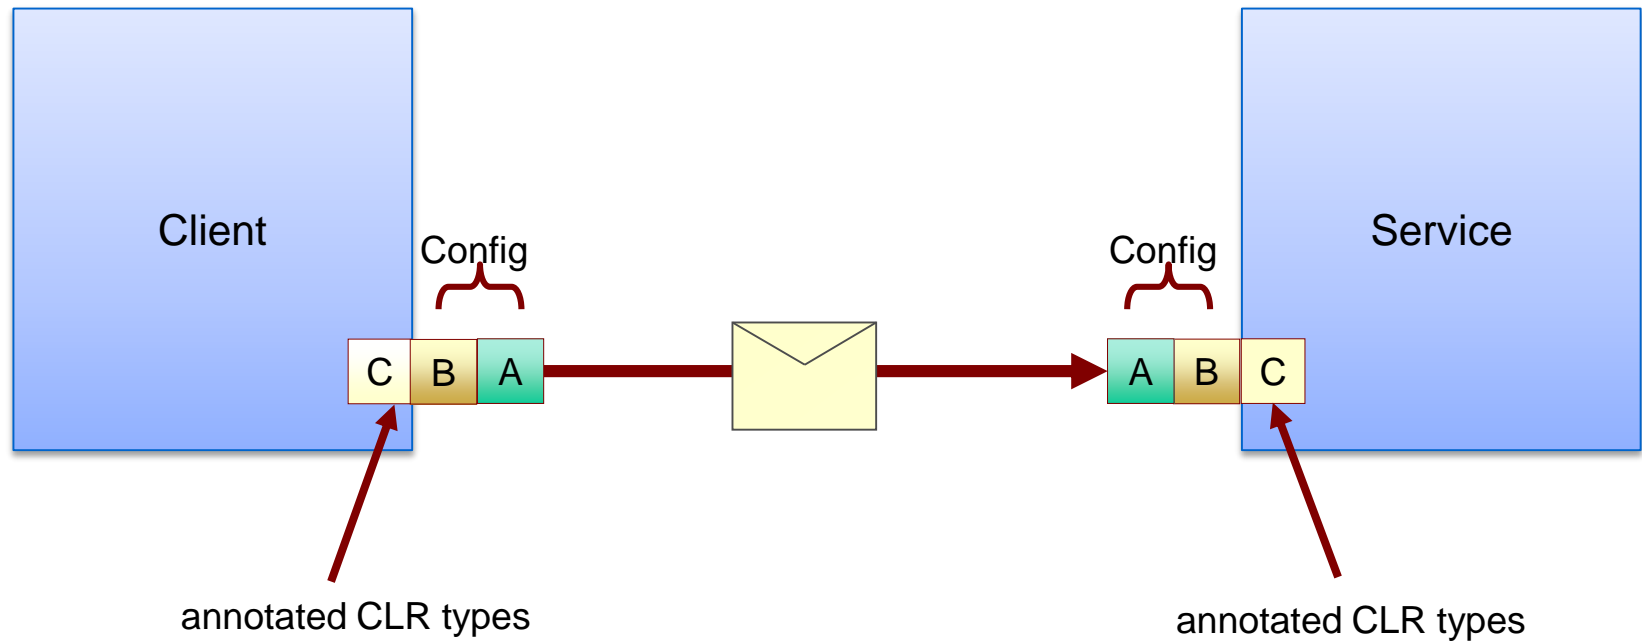 Client
Service
Config
Config
C B A
A B C
annotated CLR types
annotated CLR types